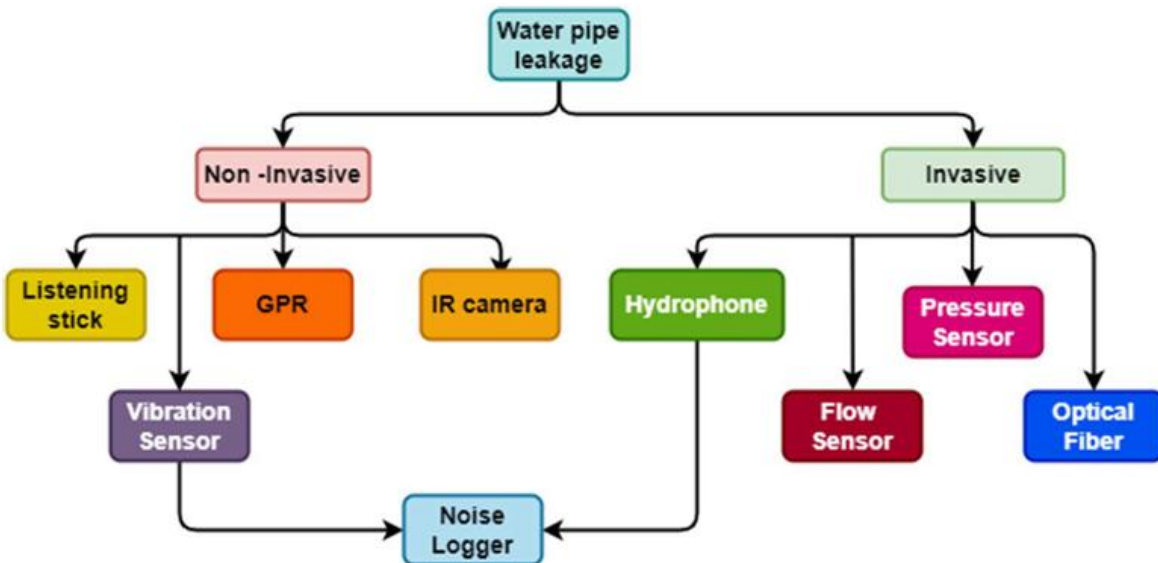 Water pipe
leakage
Non -Invasive
Invasive
Listening
stick
GPR
IR camera
Hydrophone
Pressure
Sensor
Vibration
Sensor
Flow
Sensor
Optical
Fiber
Noise
Logger